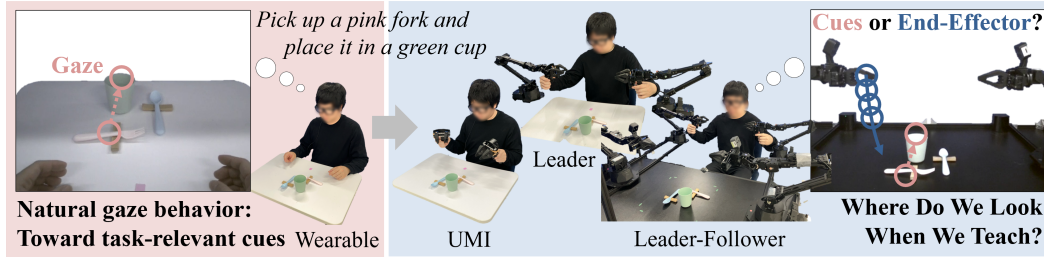 Pick up a pink fork and
place it in a green cup
Gaze
Natural gaze behavior:
Toward task-relevant cues
Wearable
UMI
Leader
Leader-Follower
Cues or End-Effector?
Where Do We Look
When We Teach?